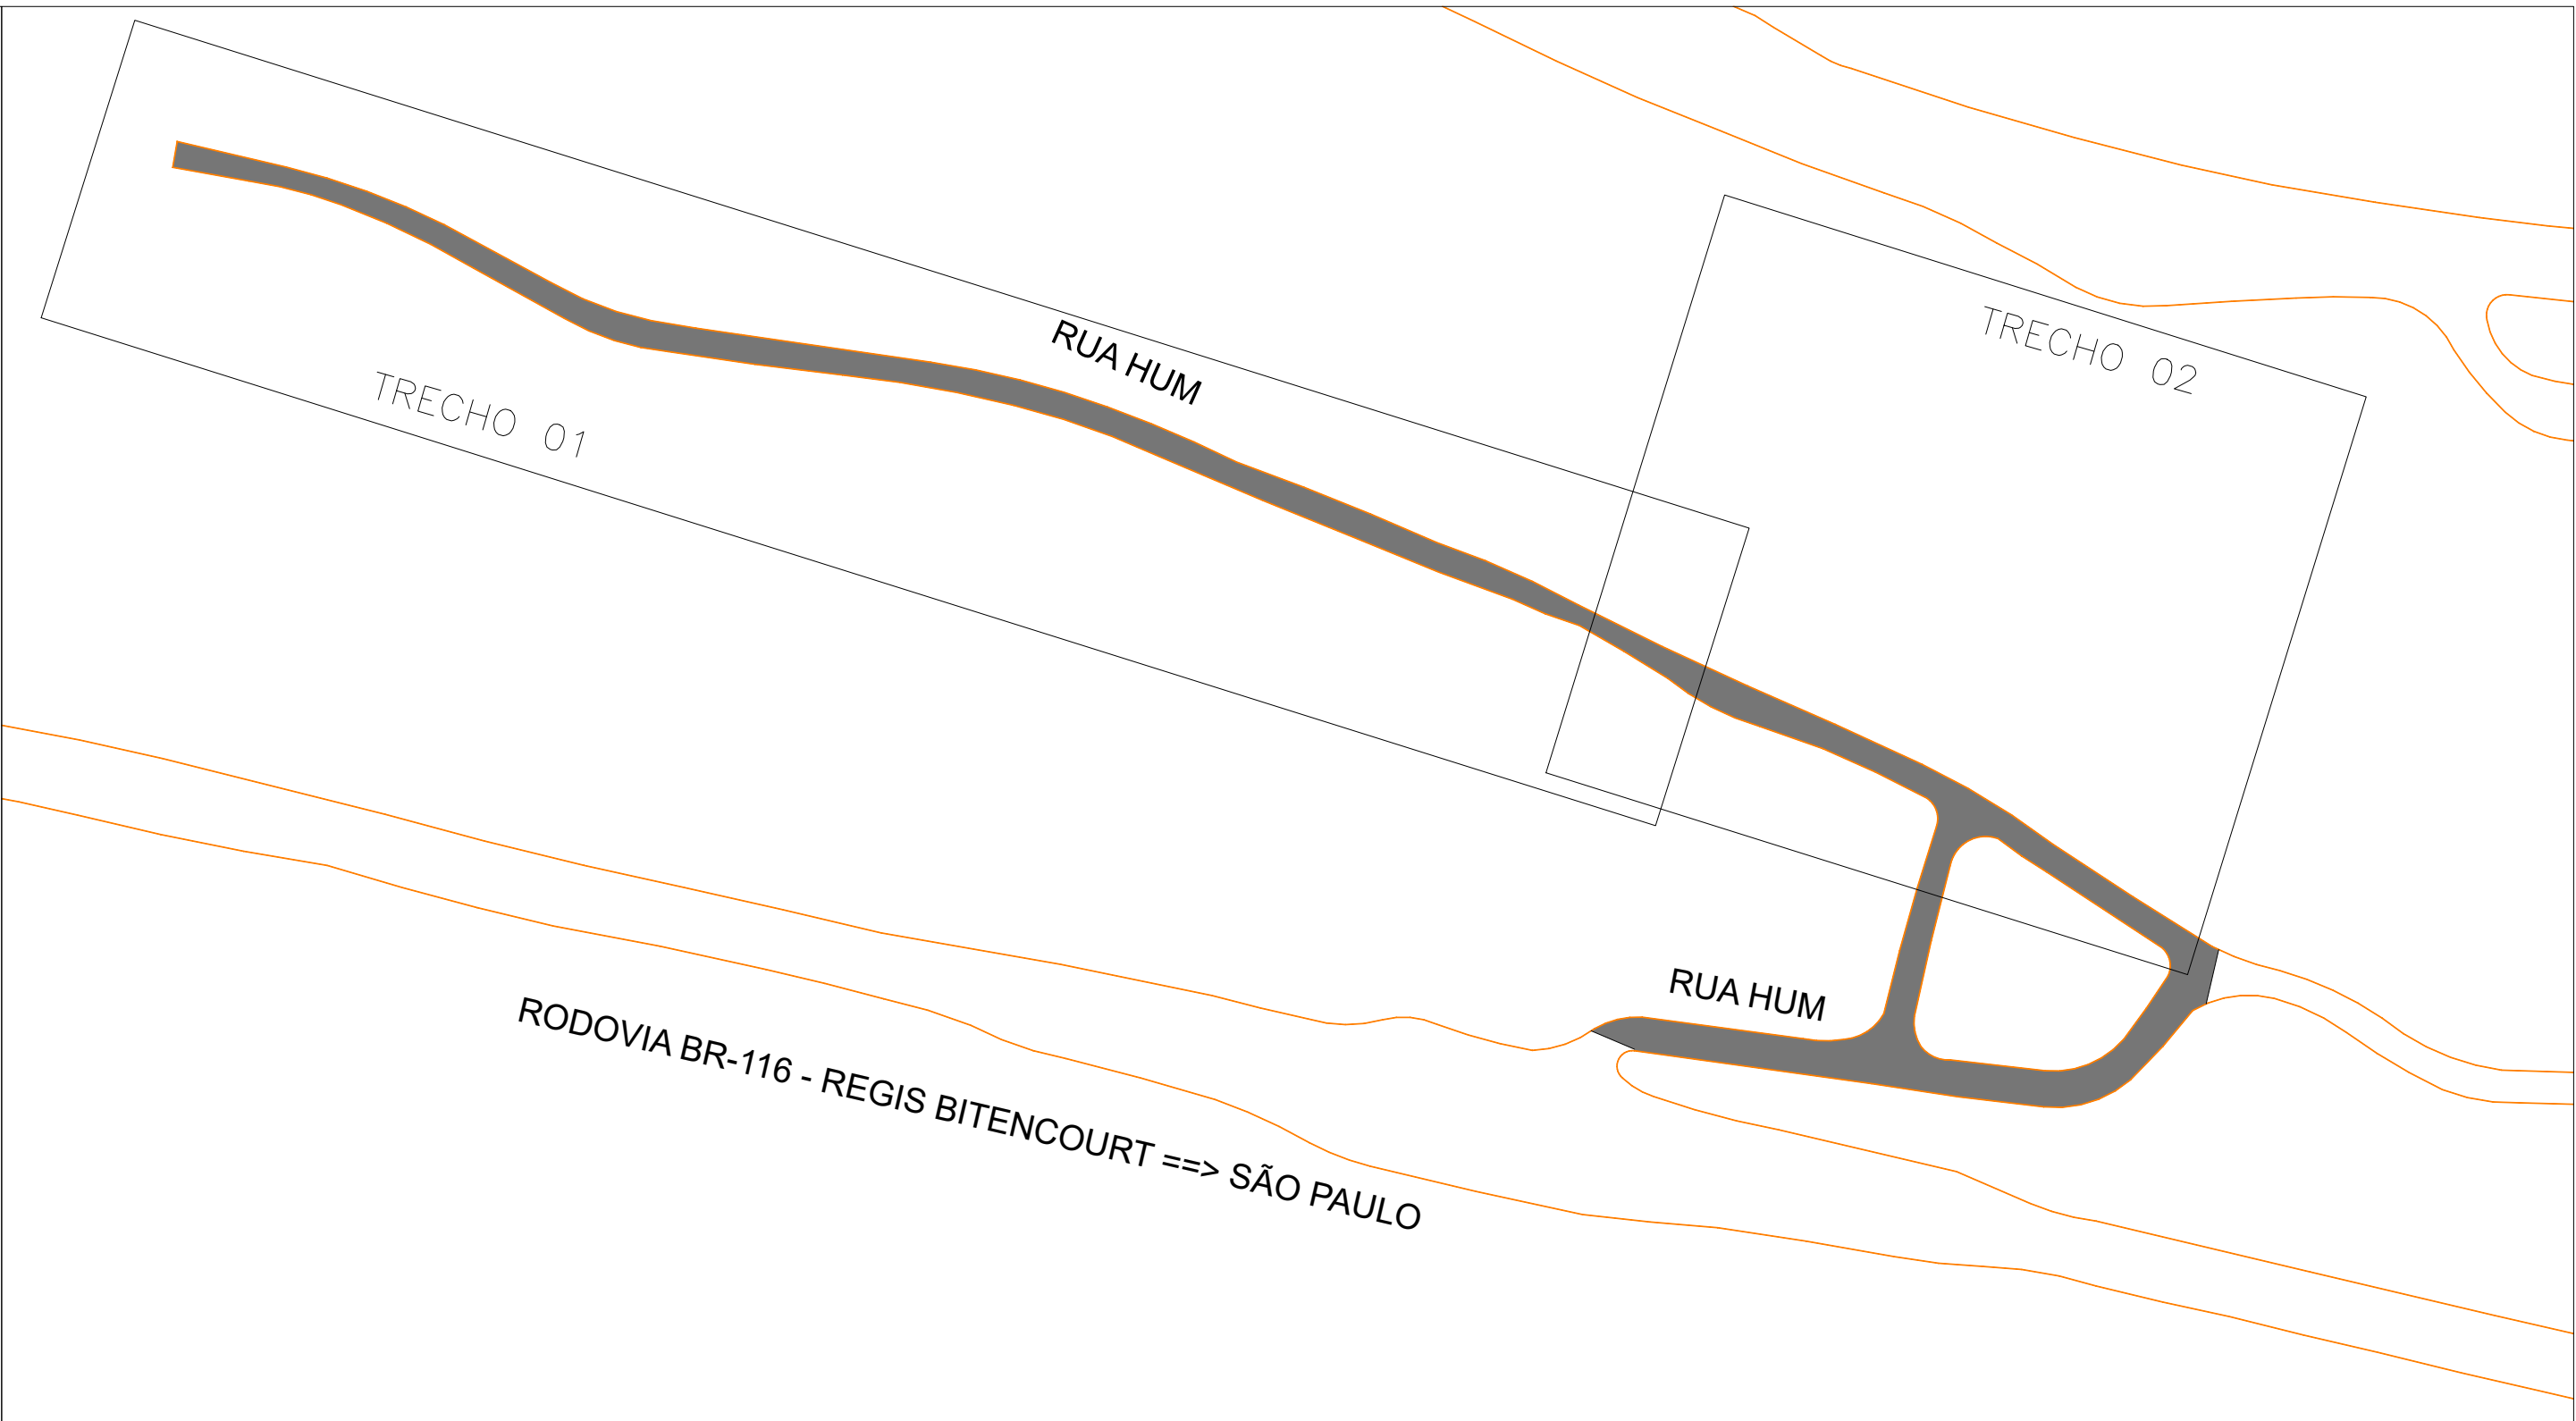 TRECHO 02
RUA HUM
TRECHO 01
RUA HUM
RODOVIA BR-116 - REGIS BITENCOURT ==> SÃO PAULO